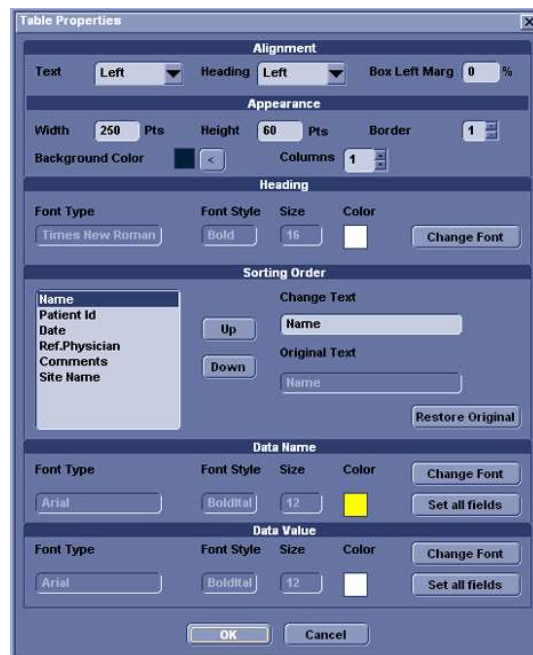 Table Properties
Alignment
Text Left Heading Left Box Left Marg 0 %
Appearance
Width 250 Pts Height 60 Pts Border 1
Background Color < Columns 1
Heading
Font Type Font Style Size Color
Times New Roman Bold 16 Change Font
Sorting Order
Name
Patient Id
Date
Ref.Physician
Comments
Site Name
Up
Down
Change Text
Name
Original Text
Name
Restore Original
Data Name
Font Type Font Style Size Color Change Font
Arial BoldItal 12 Set all fields
Data Value
Font Type Font Style Size Color Change Font
Arial BoldItal 12 Set all fields
OK Cancel